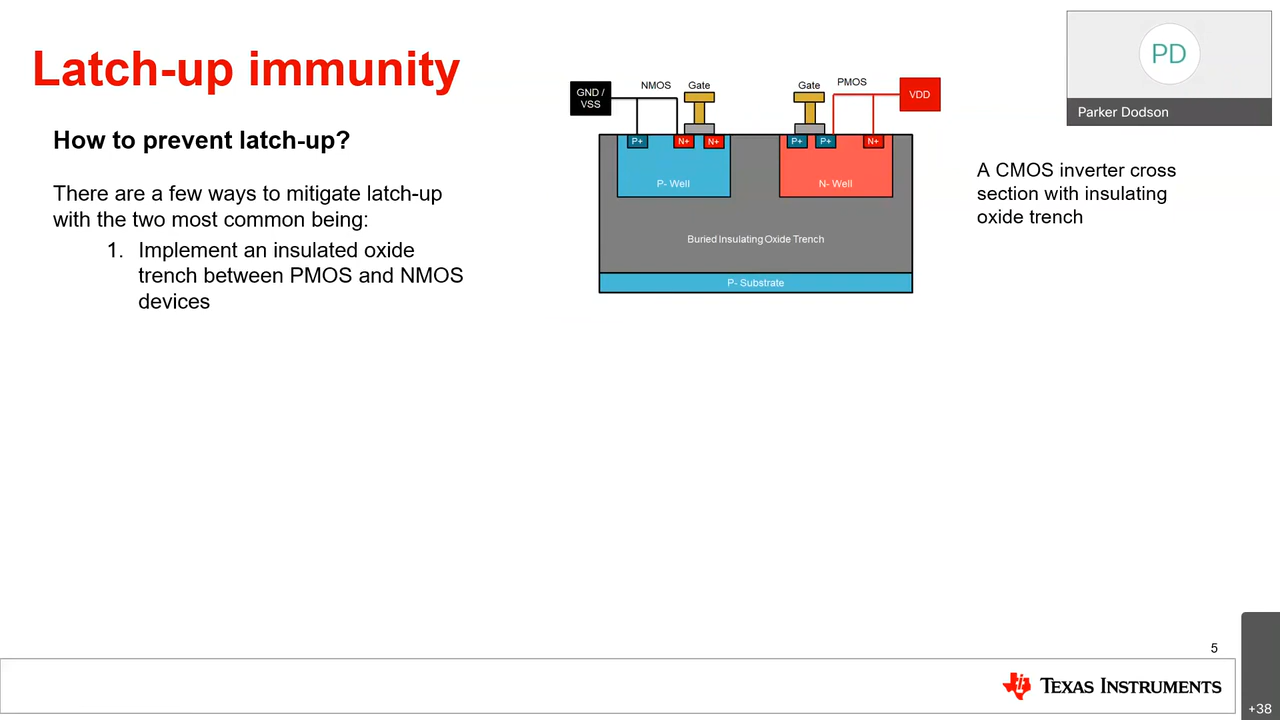 Latch-up immunity
How to prevent latch-up?
There are a few ways to mitigate latch-up
with the two most common being:
1. Implement an insulated oxide
trench between PMOS and NMOS
devices
GND /
VSS
NMOS
Gate
Gate
PMOS
VDD
P+
N+
N+
P+
P+
N+
P- Well
N- Well
Buried Insulating Oxide Trench
P- Substrate
A CMOS inverter cross
section with insulating
oxide trench
PD
Parker Dodson
5
TEXAS INSTRUMENTS
+38